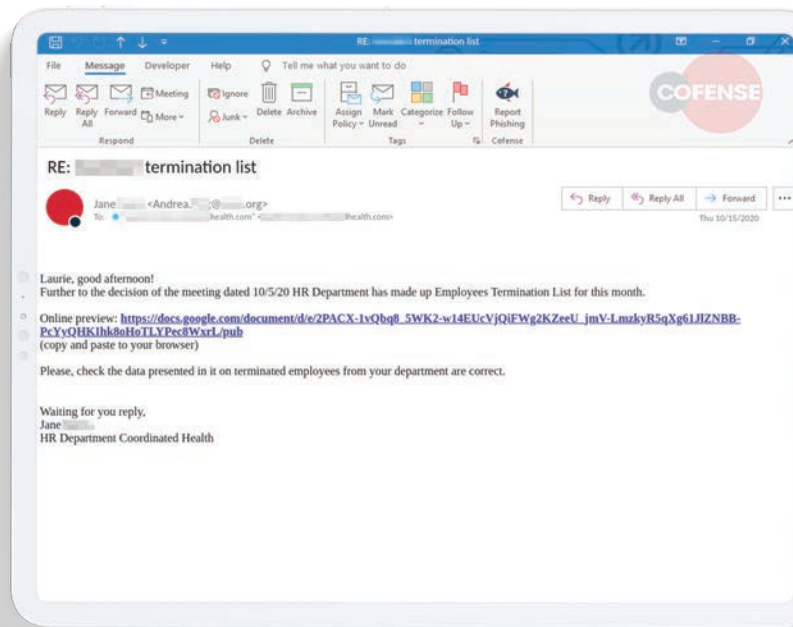 RE: termination list
File Message Developer Help Tell me what you want to do
Reply Reply All Forward Meeting More Ignore Junk Delete Archive Assign Policy Mark Unread Categorize Follow Up Report Phishing
Respond Delete Tags Cofense
COFENSE
RE: termination list
Jane <Andrea. @ .org>
Reply Reply All Forward ...
To: health.com" < lhealth.com>
Thu 10/15/2020
Laurie, good afternoon!
Further to the decision of the meeting dated 10/5/20 HR Department has made up Employees Termination List for this month.
Online preview: https://docs.google.com/document/d/e/2PACX-1vQbq8_5WK2-w14EUcVjQiFWg2KZeeU_jmV-LmzkyR5qXg61JlZNBB-
PcYyQHKIhk8oHoTLYPec8WxrL/pub
(copy and paste to your browser)
Please, check the data presented in it on terminated employees from your department are correct.
Waiting for you reply,
Jane
HR Department Coordinated Health